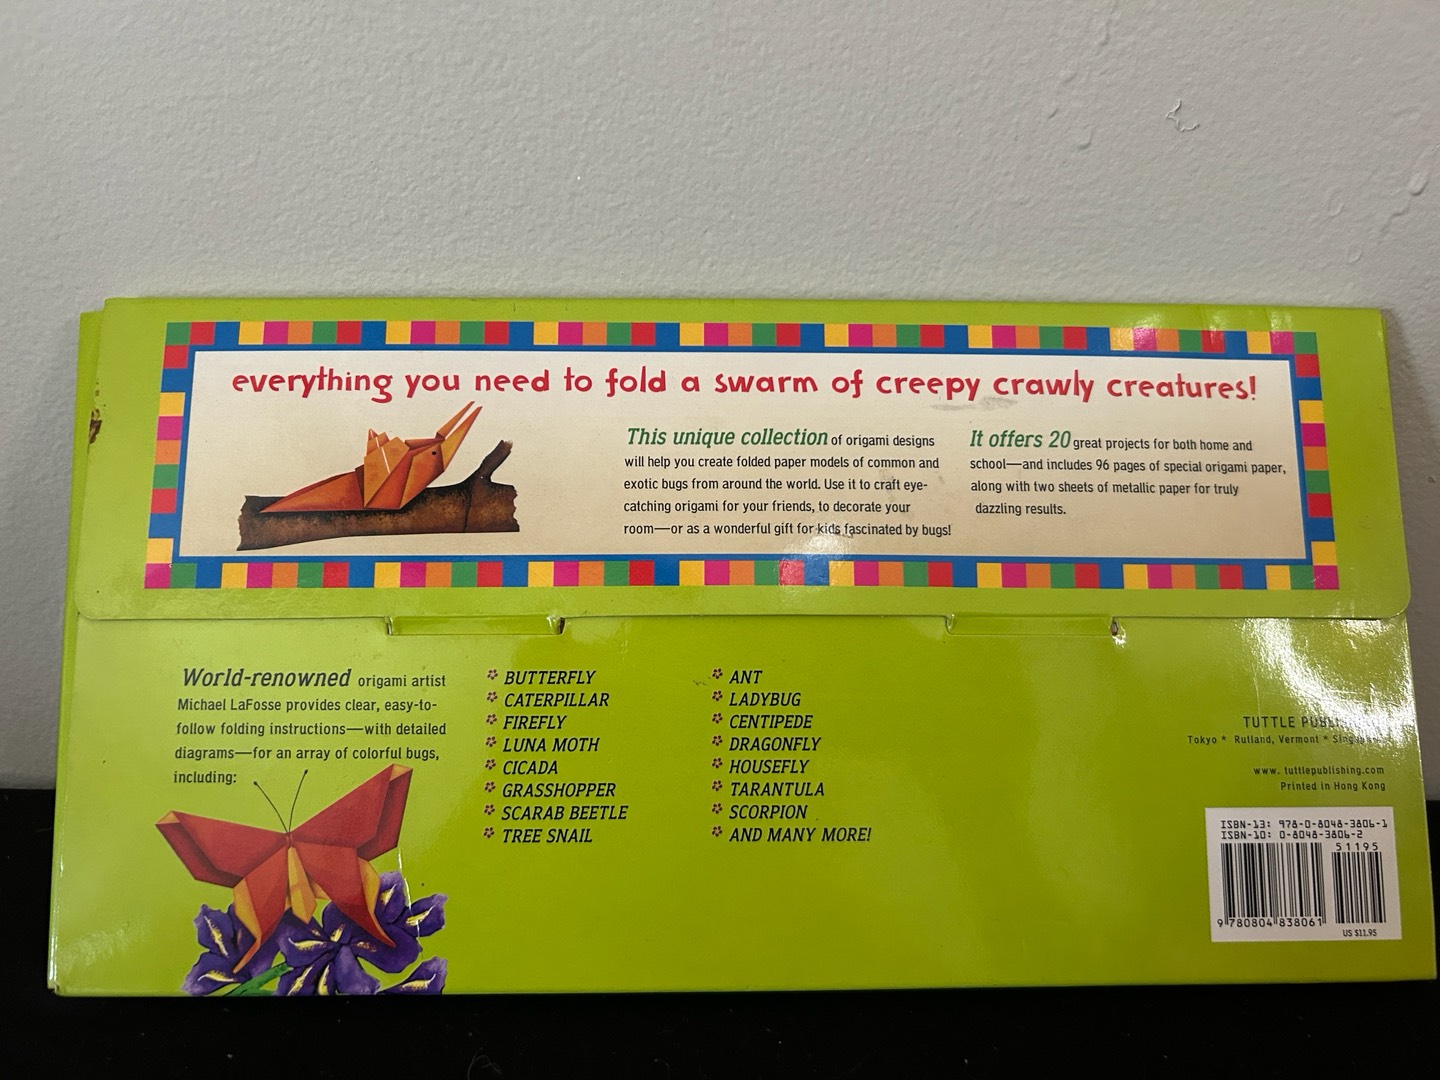 everything you need to fold a swarm of creepy crawly creatures!
This unique collection of origami designs
will help you create folded paper models of common and
exotic bugs from around the world. Use it to craft eye-
catching origami for your friends, to decorate your
room—or as a wonderful gift for kids fascinated by bugs!
It offers 20 great projects for both home and
school—and includes 96 pages of special origami paper,
along with two sheets of metallic paper for truly
dazzling results.
World-renowned origami artist
Michael LaFosse provides clear, easy-to-
follow folding instructions—with detailed
diagrams—for an array of colorful bugs,
including:
BUTTERFLY
CATERPILLAR
FIREFLY
LUNA MOTH
CICADA
GRASSHOPPER
SCARAB BEETLE
TREE SNAIL
ANT
LADYBUG
CENTIPEDE
DRAGONFLY
HOUSEFLY
TARANTULA
SCORPION
AND MANY MORE!
TUTTLE
Tokyo * Rutland, Vermont *
www.tuttlepublishing.com
Printed in Hong Kong
ISBN-13: 978-0-8048-3806-1
ISBN-10: 0-8048-3806-2
51195
9 780804 838061
US $11.95